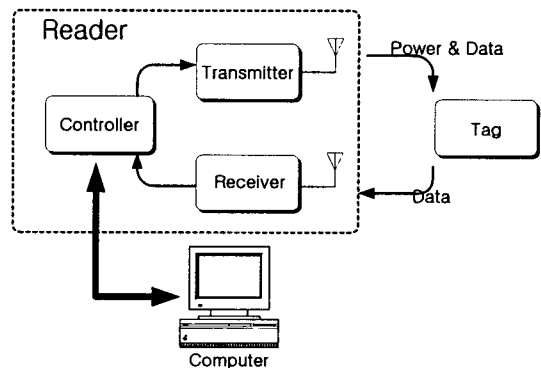 Reader
Transmitter
Power & Data
Controller
Tag
Receiver
Data
Computer